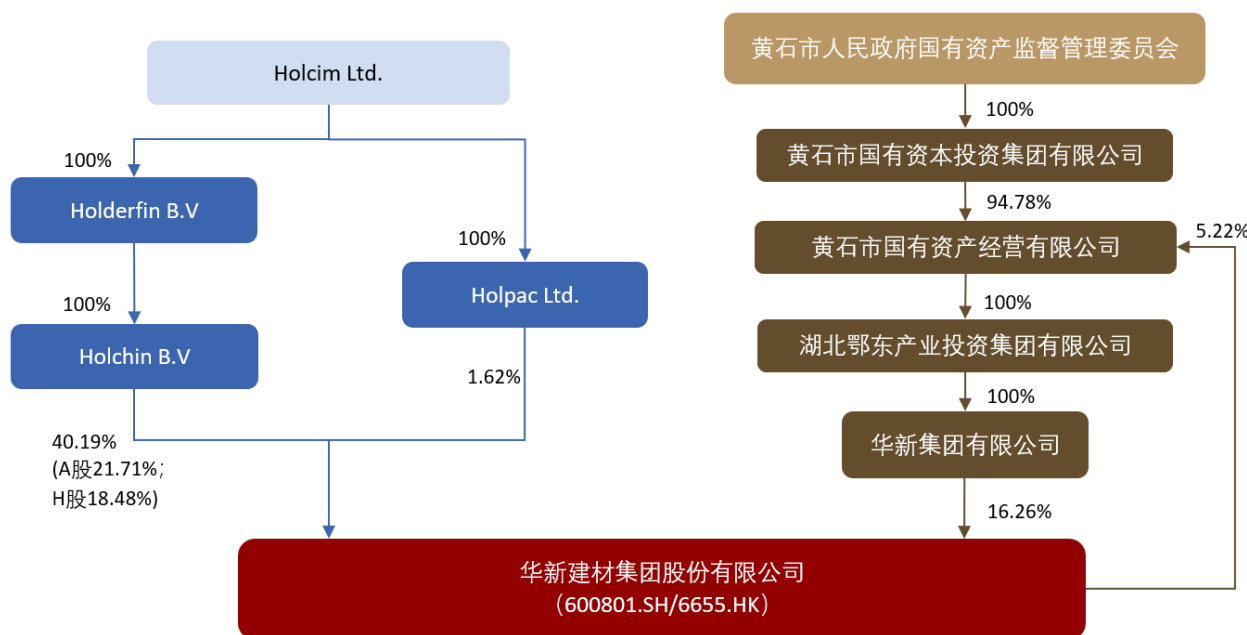 Holcim Ltd.
100%
Holderfin B.V
100%
Holchin B.V
40.19%
(A股21.71%;
H股18.48%)
100%
Holpac Ltd.
1.62%
黄石市人民政府国有资产监督管理委员会
100%
黄石市国有资本投资集团有限公司
94.78%
黄石市国有资产经营有限公司
5.22%
100%
湖北鄂东产业投资集团有限公司
100%
华新集团有限公司
16.26%
华新建材集团股份有限公司
（600801.SH/6655.HK）